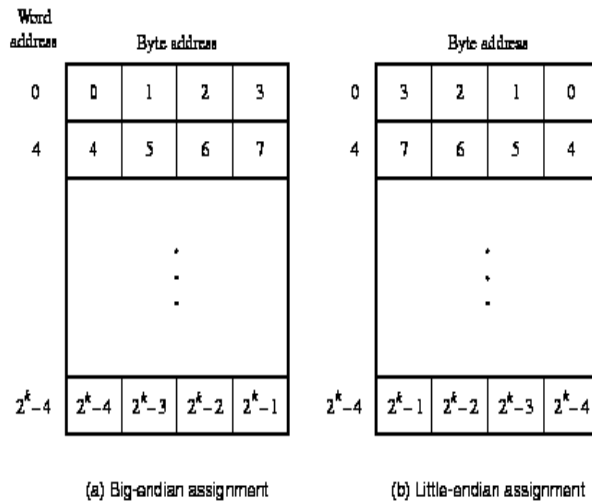 Word
address
Byte address
Byte address
0 0 1 2 3
0 3 2 1 0
4 4 5 6 7
4 7 6 5 4
2^k-4 2^k-4 2^k-3 2^k-2 2^k-1
2^k-4 2^k-1 2^k-2 2^k-3 2^k-4
(a) Big-endian assignment
(b) Little-endian assignment